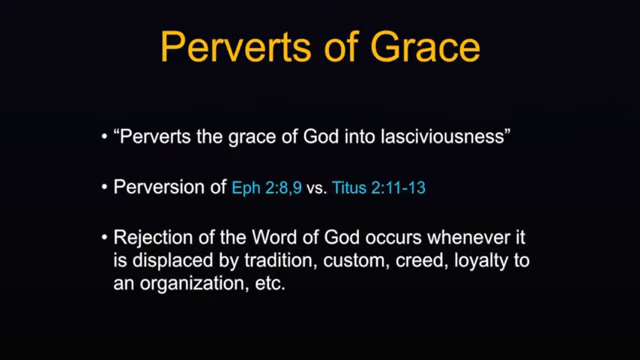 Perverts of Grace
• “Perverts the grace of God into lasciviousness”
• Perversion of Eph 2:8,9 vs. Titus 2:11-13
• Rejection of the Word of God occurs whenever it
is displaced by tradition, custom, creed, loyalty to
an organization, etc.